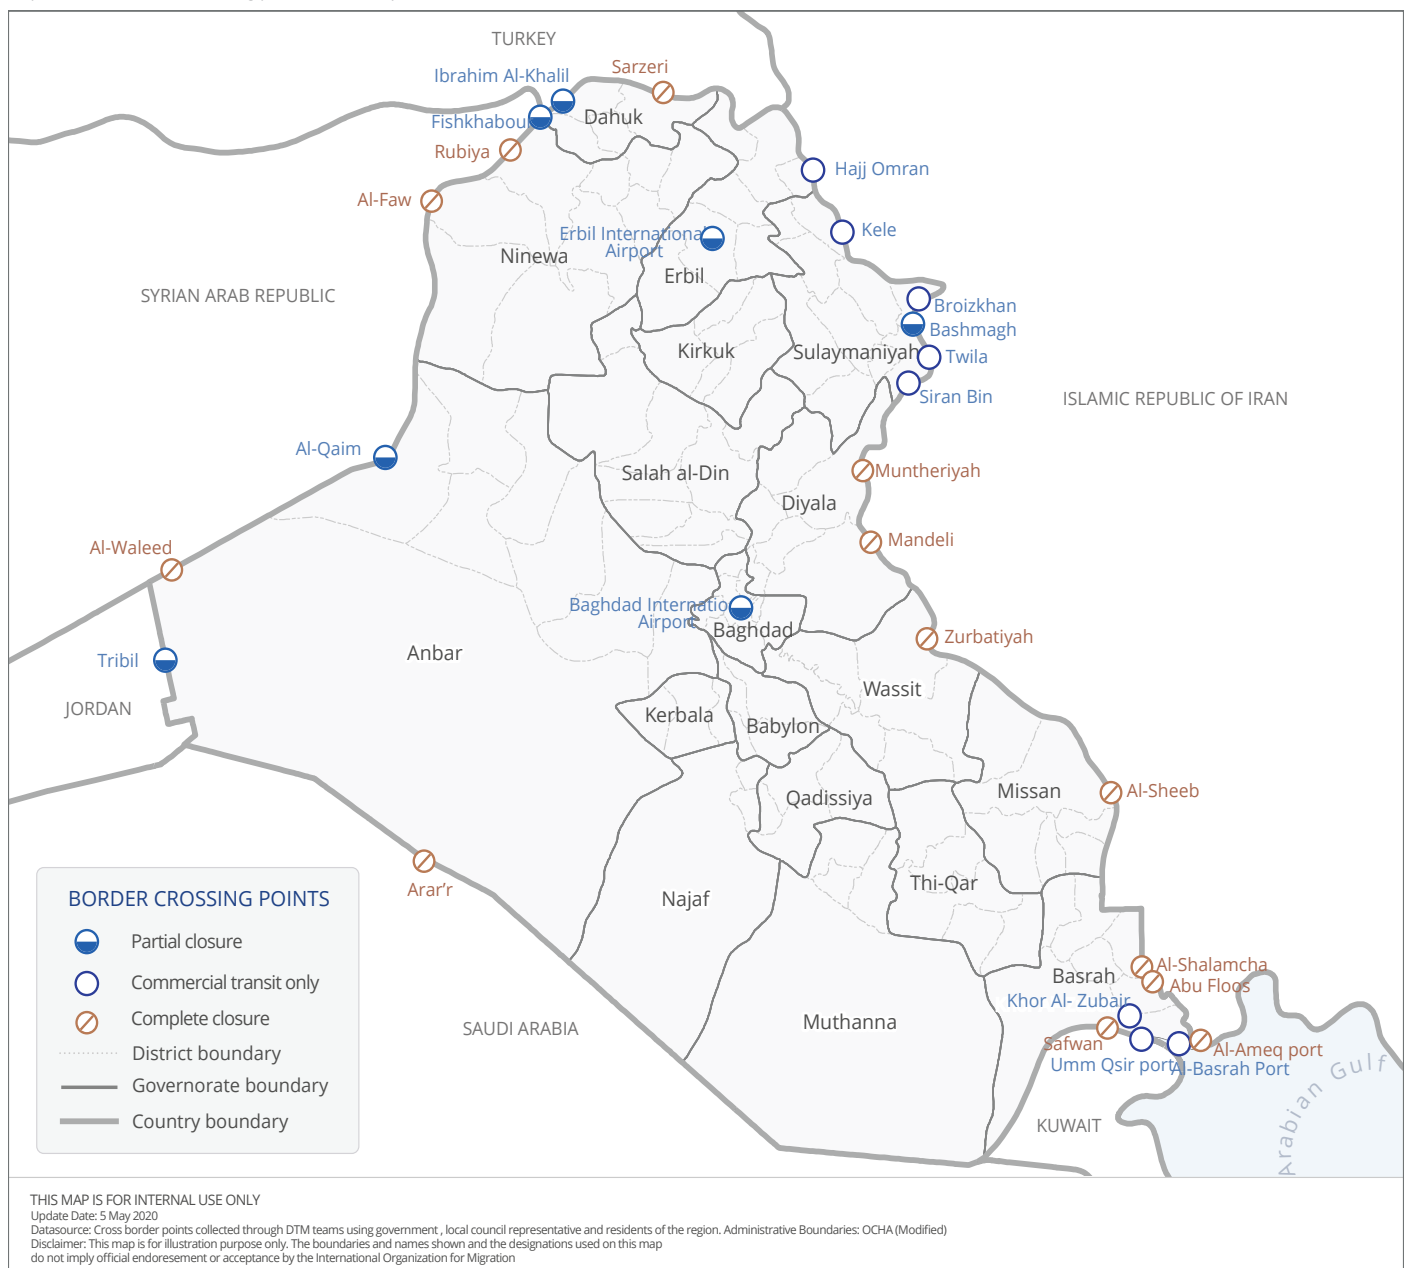 TURKEY
Sarzeri
Ibrahim Al-Khalil
Dahuk
Fishkhabour
Rubiya
Hajj Omran
Al-Faw
Kele
Erbil International
Airport
Ninewa
Erbil
SYRIAN ARAB REPUBLIC
Broizkhan
Bashmagh
Kirkuk
Sulaymaniyah
Twila
Siran Bin
ISLAMIC REPUBLIC OF IRAN
Al-Qaim
Salah al-Din
Muntheriyah
Diyala
Mandeli
Al-Waleed
Baghdad Internatio
Airport
Baghdad
Zurbatiyah
Anbar
Tribil
Wassit
JORDAN
Kerbala
Babylon
Qadissiya
Missan
Al-Sheeb
Arar'r
Najaf
Thi-Qar
BORDER CROSSING POINTS
Partial closure
Commercial transit only
Complete closure
District boundary
Governorate boundary
Country boundary
Al-Shalamcha
Basrah
Abu Floos
Khor Al- Zubair
Muthanna
SAUDI ARABIA
Safwan
Al-Ameq port
Umm Qsir port
Al-Basrah Port
KUWAIT
Arabian Gulf
THIS MAP IS FOR INTERNAL USE ONLY
Update Date: 5 May 2020
Datasource: Cross border points collected through DTM teams using government , local council representative and residents of the region. Administrative Boundaries: OCHA (Modified)
Disclaimer: This map is for illustration purpose only. The boundaries and names shown and the designations used on this map
do not imply official endoresement or acceptance by the International Organization for Migration